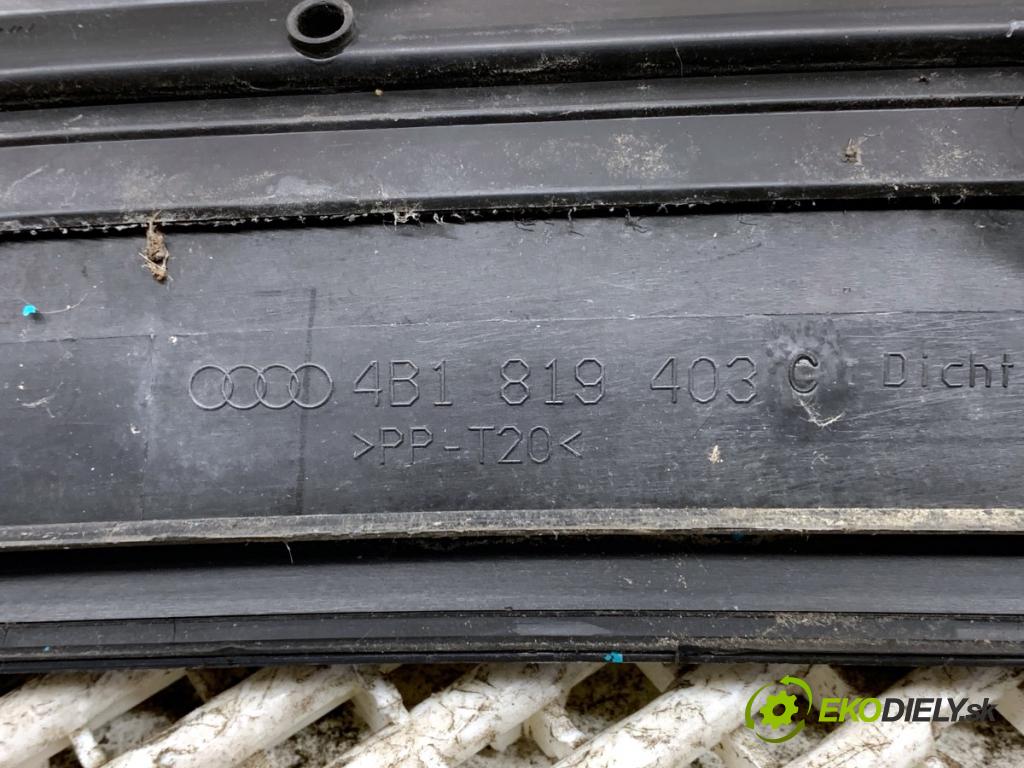 4B1 819 403 C Dicht
>PP-T20<
EKODIELY.sk